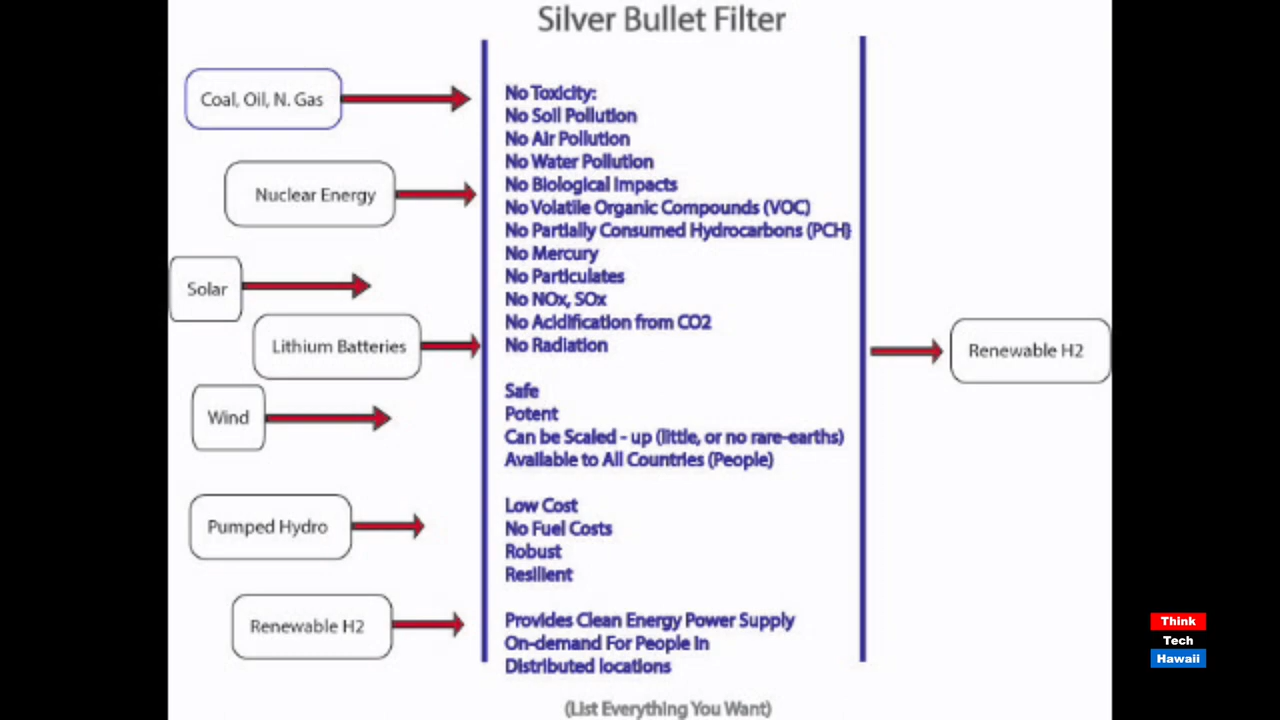 Silver Bullet Filter
Coal, Oil, N. Gas
Nuclear Energy
Solar
Lithium Batteries
Wind
Pumped Hydro
Renewable H2
No Toxicity:
No Soil Pollution
No Air Pollution
No Water Pollution
No Biological Impacts
No Volatile Organic Compounds (VOC)
No Partially Consumed Hydrocarbons (PCH)
No Mercury
No Particulates
No NOx, SOx
No Acidification from CO2
No Radiation
Safe
Potent
Can be Scaled - up (little, or no rare-earths)
Available to All Countries (People)
Low Cost
No Fuel Costs
Robust
Resilient
Provides Clean Energy Power Supply
On-demand For People In
Distributed locations
(List Everything You Want)
Renewable H2
Think
Tech
Hawaii